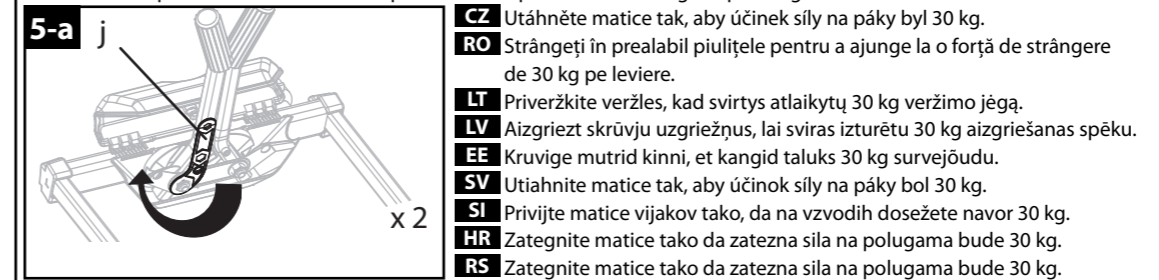 5-a
j
x 2
CZ Utáhněte matice tak, aby účinek síly na páky byl 30 kg.
RO Strângeți în prealabil piulițele pentru a ajunge la o forță de strângere
de 30 kg pe leviere.
LT Priveržkite veržles, kad svirtys atlaikytų 30 kg veržimo jėgą.
LV Aizgriezt skrūvju uzgriežņus, lai sviras izturētu 30 kg aizgriešanas spēku.
EE Kruvige mutrid kinni, et kangid taluks 30 kg survejõudu.
SV Utiahnite matice tak, aby účinok síly na páky bol 30 kg.
SI Privijte matice vijakov tako, da na vzvodih dosežete navor 30 kg.
HR Zategnite matice tako da zatezna sila na polugama bude 30 kg.
RS Zategnite matice tako da zatezna sila na polugama bude 30 kg.